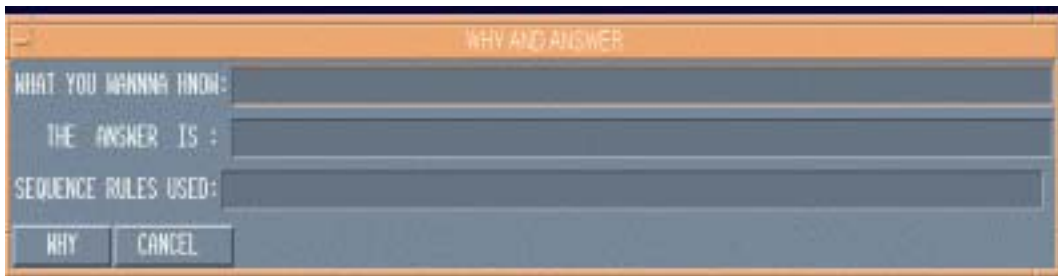 WHY AND ANSWER
WHAT YOU WANNNA KNOW:
THE ANSWER IS :
SEQUENCE RULES USED:
WHY CANCEL